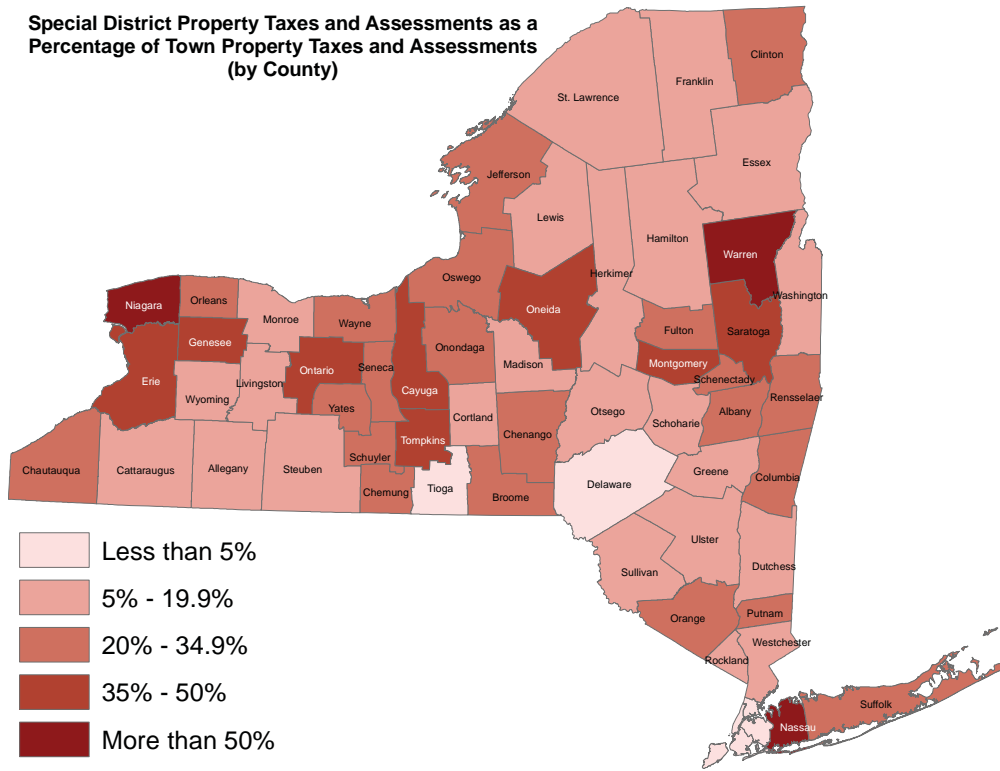 Special District Property Taxes and Assessments as a
Percentage of Town Property Taxes and Assessments
(by County)
Clinton
Franklin
St. Lawrence
Essex
Jefferson
Lewis
Hamilton
Warren
Herkimer
Oswego
Washington
Niagara
Orleans
Oneida
Monroe
Wayne
Fulton
Saratoga
Genesee
Onondaga
Madison
Montgomery
Seneca
Ontario
Schenectady
Erie
Livingston
Cayuga
Wyoming
Yates
Rensselaer
Albany
Otsego
Cortland
Schoharie
Chenango
Tompkins
Schuyler
Chautauqua
Cattaraugus
Allegany
Steuben
Greene
Columbia
Delaware
Tioga
Chemung
Broome
Ulster
Less than 5%
Dutchess
Sullivan
5% - 19.9%
Putnam
Orange
20% - 34.9%
Westchester
Rockland
35% - 50%
Suffolk
Nassau
More than 50%